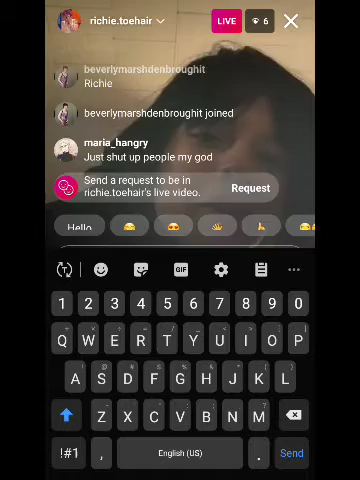 richie.toehair
LIVE
6
beverlymarshdenbroughit
Richie
beverlymarshdenbroughit joined
maria_hangry
Just shut up people my god
Send a request to be in
richie.toehair's live video.
Request
Hello
GIF
1 2 3 4 5 6 7 8 9 0
Q W E R T Y U I O P
A S D F G H J K L
Z X C V B N M
!#1 , English (US) . Send